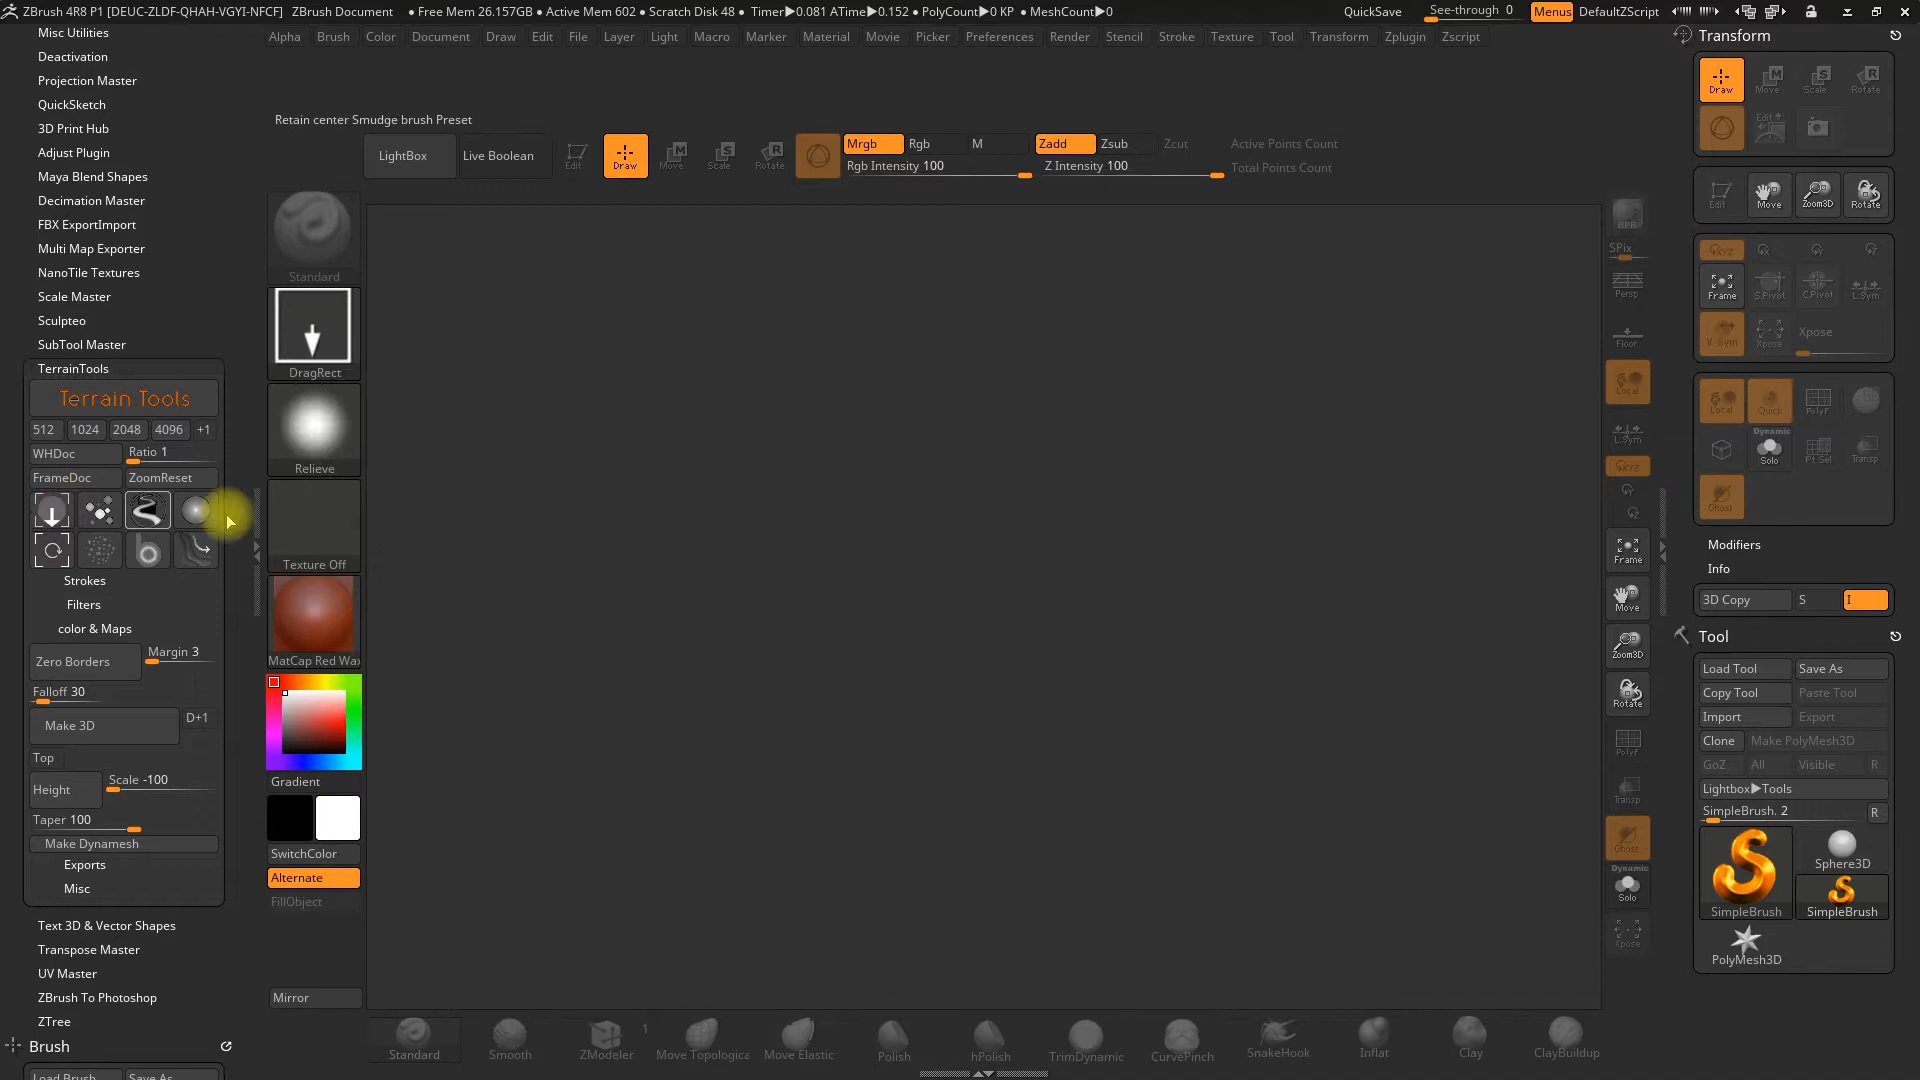 ZBrush 4R8 P1 [DEUC-ZLDF-QHAH-VGYI-NFCF] ZBrush Document • Free Mem 26.157GB • Active Mem 602 • Scratch Disk 48 • Timer▶0.081 ATime▶0.152 • PolyCount▶0 KP • MeshCount▶0 QuickSave See-through 0 Menus DefaultZScript
Alpha Brush Color Document Draw Edit File Layer Light Macro Marker Material Movie Picker Preferences Render Stencil Stroke Texture Tool Transform Zplugin Zscript
Misc Utilities
Deactivation
Projection Master
QuickSketch
3D Print Hub
Adjust Plugin
Maya Blend Shapes
Decimation Master
FBX ExportImport
Multi Map Exporter
NanoTile Textures
Scale Master
Sculpteo
SubTool Master
TerrainTools
Terrain Tools
512 1024 2048 4096 +1
WHDoc Ratio 1
FrameDoc ZoomReset
Strokes
Filters
color & Maps
Zero Borders Margin 3
Falloff 30
Make 3D D+1
Top
Height Scale -100
Taper 100
Make Dynamesh
Exports
Misc
Text 3D & Vector Shapes
Transpose Master
UV Master
ZBrush To Photoshop
ZTree
Brush
Load Brush Save As
Retain center Smudge brush Preset
LightBox Live Boolean Edit Draw Move Scale Rotate
Mrgb Rgb M Zadd Zsub Zcut Active Points Count
Rgb Intensity 100 Z Intensity 100 Total Points Count
Standard
DragRect
Relieve
Texture Off
MatCap Red Wax
Gradient
SwitchColor
Alternate
FillObject
Mirror
BPR
SPix
Persp
Floor
Local
L.Sym
XYZ
Frame
Move
Zoom3D
Rotate
PolyF
Transp
Ghost
Dynamic
Solo
Xpose
Standard Smooth ZModeler 1 Move Topologica Move Elastic Polish hPolish TrimDynamic CurvePinch SnakeHook Inflat Clay ClayBuildup
Transform
Draw Move Scale Rotate
Edit
Edit Move Zoom3D Rotate
XYZ X Y Z
Frame S.Pivot C.Pivot L.Sym
V Sym Xpose Xpose
Local Quick PolyF
Dynamic
Solo Pt Sel Transp
Ghost
Modifiers
Info
3D Copy S I
Tool
Load Tool Save As
Copy Tool Paste Tool
Import Export
Clone Make PolyMesh3D
GoZ All Visible R
Lightbox▶Tools
SimpleBrush. 2 R
Sphere3D
SimpleBrush SimpleBrush
PolyMesh3D